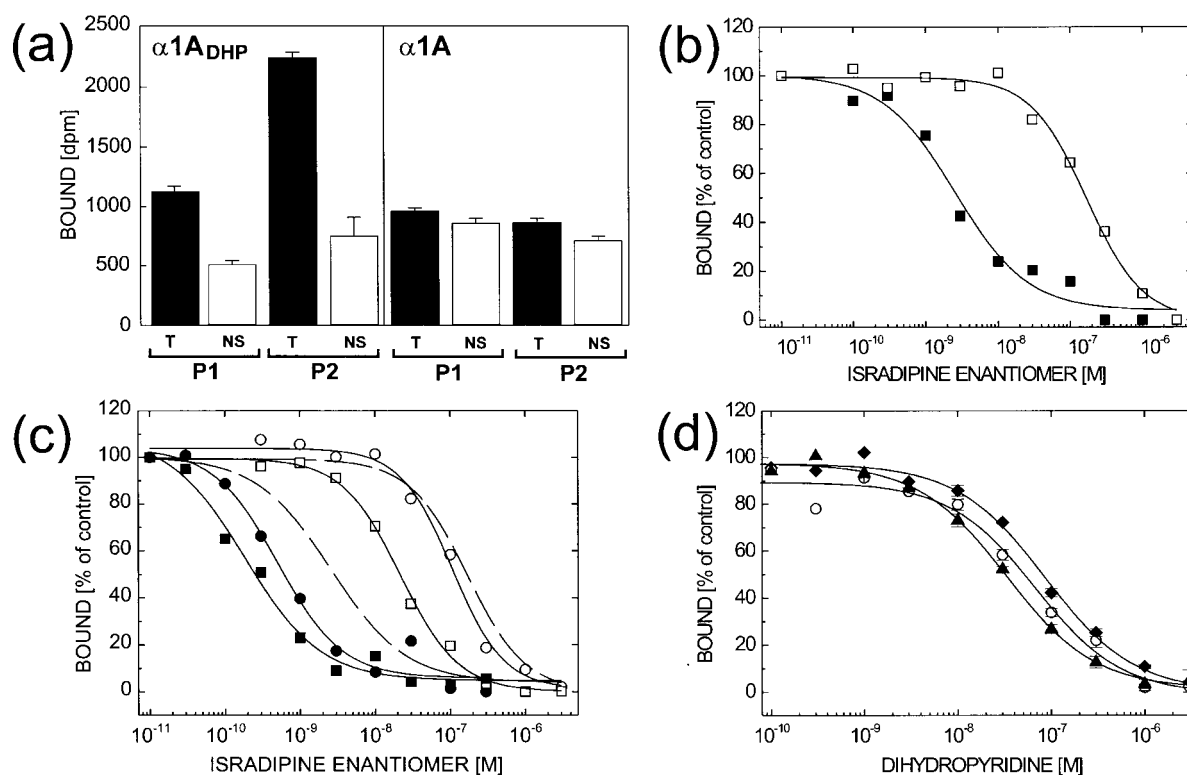 (a)
α1A_DHP α1A
BOUND [dpm]
2500
2000
1500
1000
500
0
T NS T NS T NS T NS
P1 P2 P1 P2
(b)
BOUND [% of control]
120
100
80
60
40
20
0
10⁻¹¹ 10⁻¹⁰ 10⁻⁹ 10⁻⁸ 10⁻⁷ 10⁻⁶
ISRADIPINE ENANTIOMER [M]
(c)
BOUND [% of control]
120
100
80
60
40
20
0
10⁻¹¹ 10⁻¹⁰ 10⁻⁹ 10⁻⁸ 10⁻⁷ 10⁻⁶
ISRADIPINE ENANTIOMER [M]
(d)
BOUND [% of control]
120
100
80
60
40
20
0
10⁻¹⁰ 10⁻⁹ 10⁻⁸ 10⁻⁷ 10⁻⁶
DIHYDROPYRIDINE [M]